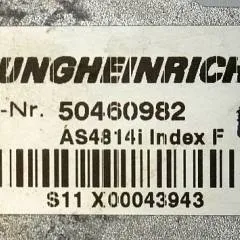 UNGHEINRICH
-Nr. 50460982
AS4814i Index F
S11 X00043943